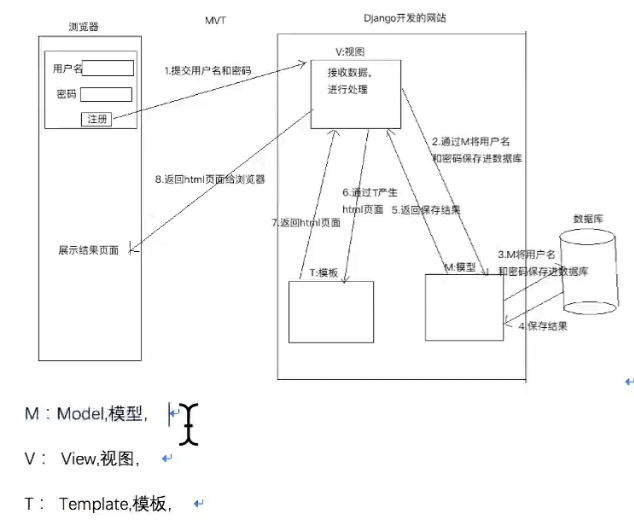 浏览器
MVT
Django开发的网站
V:视图
用户名
密码
注册
1.提交用户名和密码
接收数据，
进行处理
2.通过M将用户名
和密码保存进数据库
8.返回html页面给浏览器
6.通过T产生
html页面
5.返回保存结果
7.返回html页面
展示结果页面
T:模板
M:模型
数据库
3.M将用户名
和密码保存进数据库
4.保存结果
M：Model,模型,
V： View,视图,
T： Template,模板,